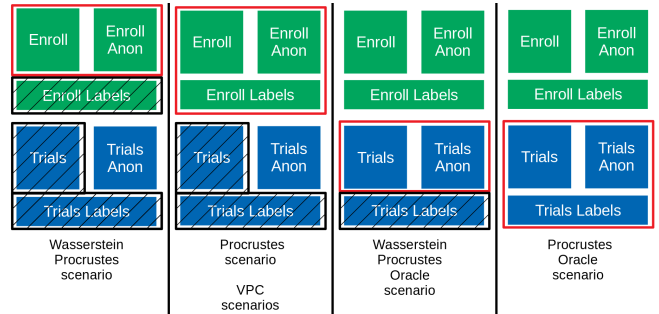 Enroll
Enroll
Anon
Enroll Labels
Trials
Trials
Anon
Trials Labels
Wasserstein
Procrustes
scenario
Enroll
Enroll
Anon
Enroll Labels
Trials
Trials
Anon
Trials Labels
Procrustes
scenario
VPC
scenarios
Enroll
Enroll
Anon
Enroll Labels
Trials
Trials
Anon
Trials Labels
Wasserstein
Procrustes
Oracle
scenario
Enroll
Enroll
Anon
Enroll Labels
Trials
Trials
Anon
Trials Labels
Procrustes
Oracle
scenario